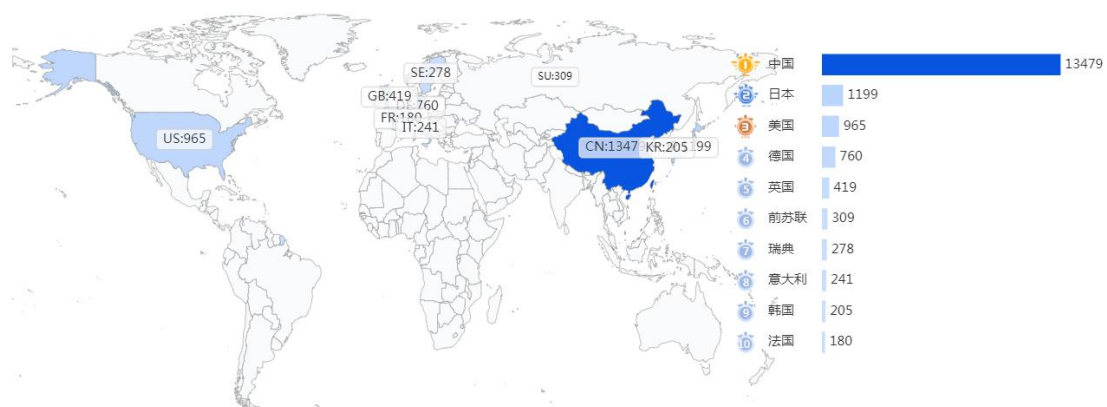 SE:278
SU:309
GB:419
DE:760
FR:180
IT:241
US:965
CN:1347
KR:205
199
1 中国 13479
2 日本 1199
3 美国 965
4 德国 760
5 英国 419
6 前苏联 309
7 瑞典 278
8 意大利 241
9 韩国 205
10 法国 180